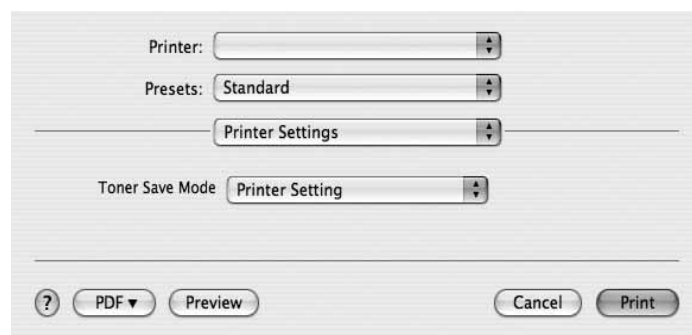 Printer:
Presets: Standard
Printer Settings
Toner Save Mode Printer Setting
? PDF▼ Preview Cancel Print